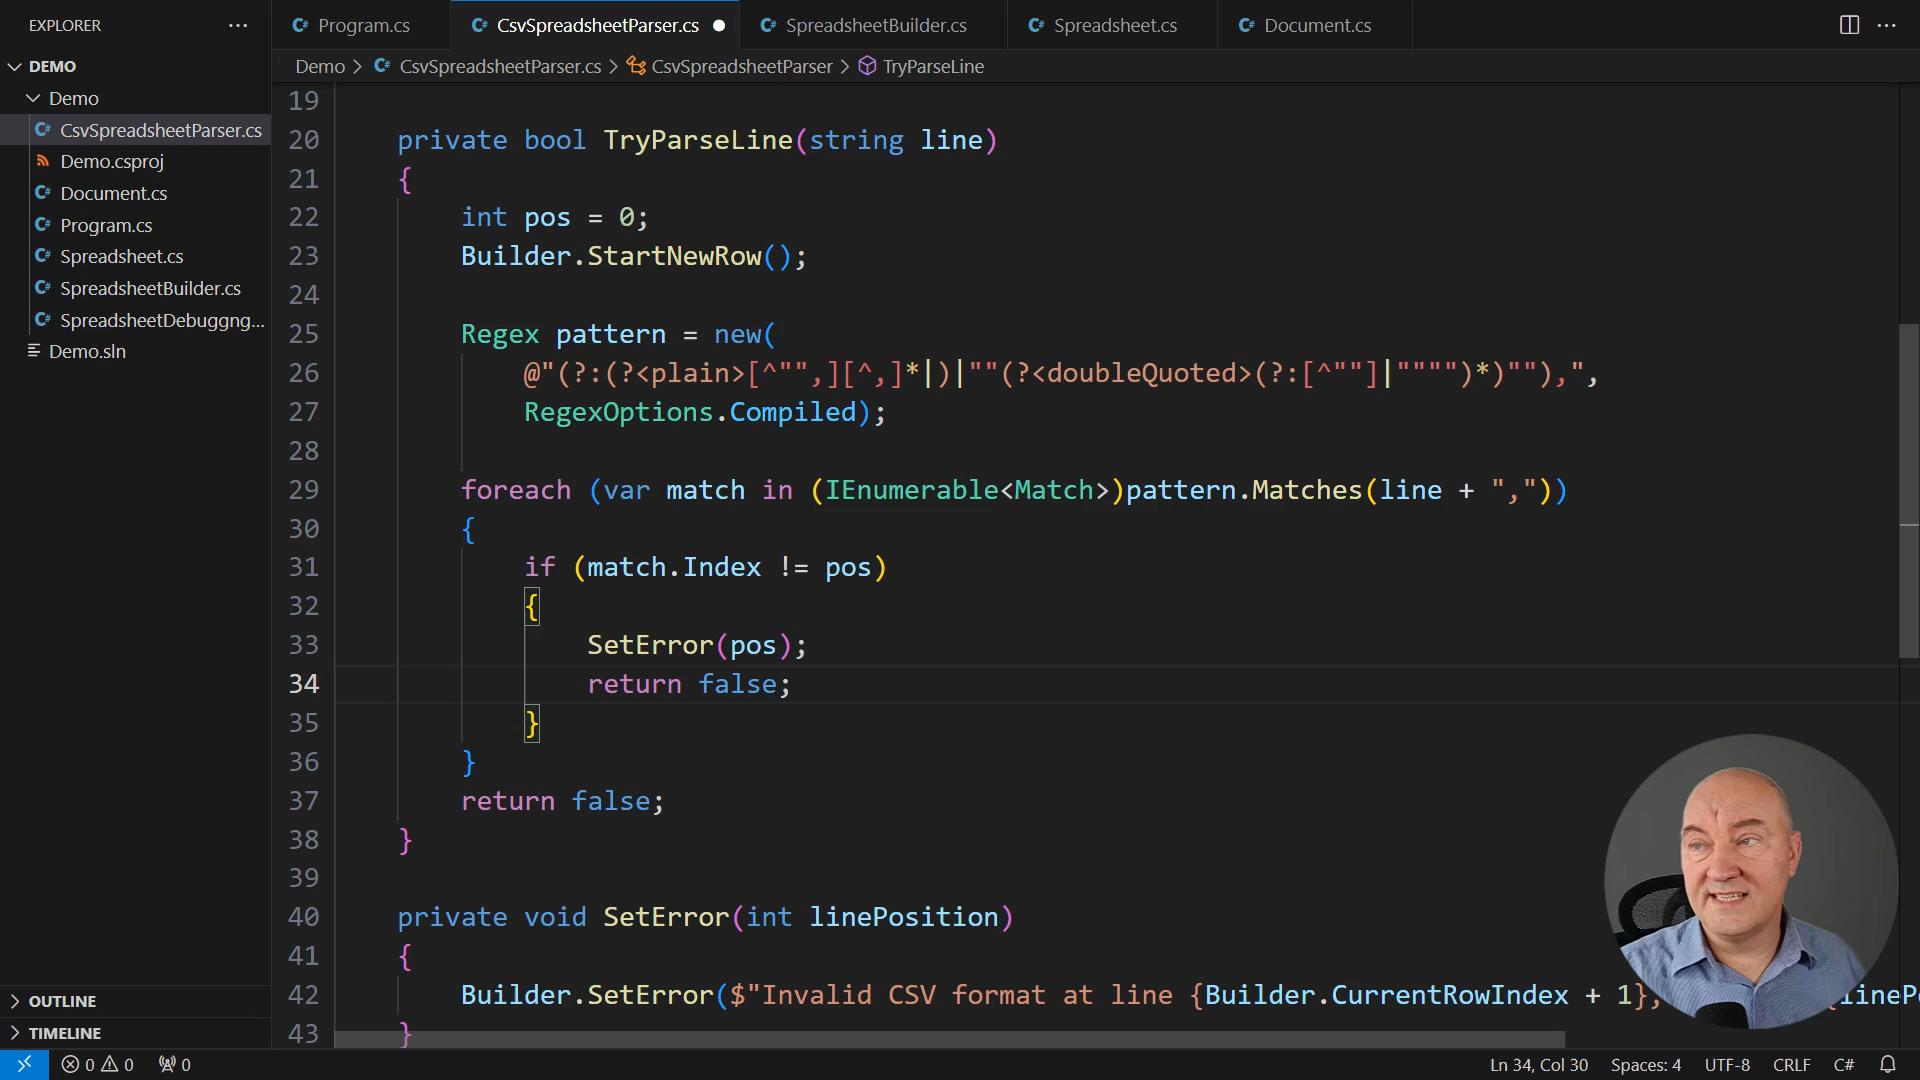 EXPLORER
Program.cs
CsvSpreadsheetParser.cs
SpreadsheetBuilder.cs
Spreadsheet.cs
Document.cs
Demo > CsvSpreadsheetParser.cs > CsvSpreadsheetParser > TryParseLine
DEMO
Demo
CsvSpreadsheetParser.cs
Demo.csproj
Document.cs
Program.cs
Spreadsheet.cs
SpreadsheetBuilder.cs
SpreadsheetDebuggng...
Demo.sln
OUTLINE
TIMELINE
19
20 private bool TryParseLine(string line)
21 {
22 int pos = 0;
23 Builder.StartNewRow();
24
25 Regex pattern = new(
26 @"(?:(?<plain>[^"",][^,]*|)|""(?<doubleQuoted>(?:[^""]|"""")*)""),",
27 RegexOptions.Compiled);
28
29 foreach (var match in (IEnumerable<Match>)pattern.Matches(line + ","))
30 {
31 if (match.Index != pos)
32 {
33 SetError(pos);
34 return false;
35 }
36 }
37 return false;
38 }
39
40 private void SetError(int linePosition)
41 {
42 Builder.SetError($"Invalid CSV format at line {Builder.CurrentRowIndex + 1},
43 }
0 0 0
Ln 34, Col 30
Spaces: 4
UTF-8
CRLF
C#